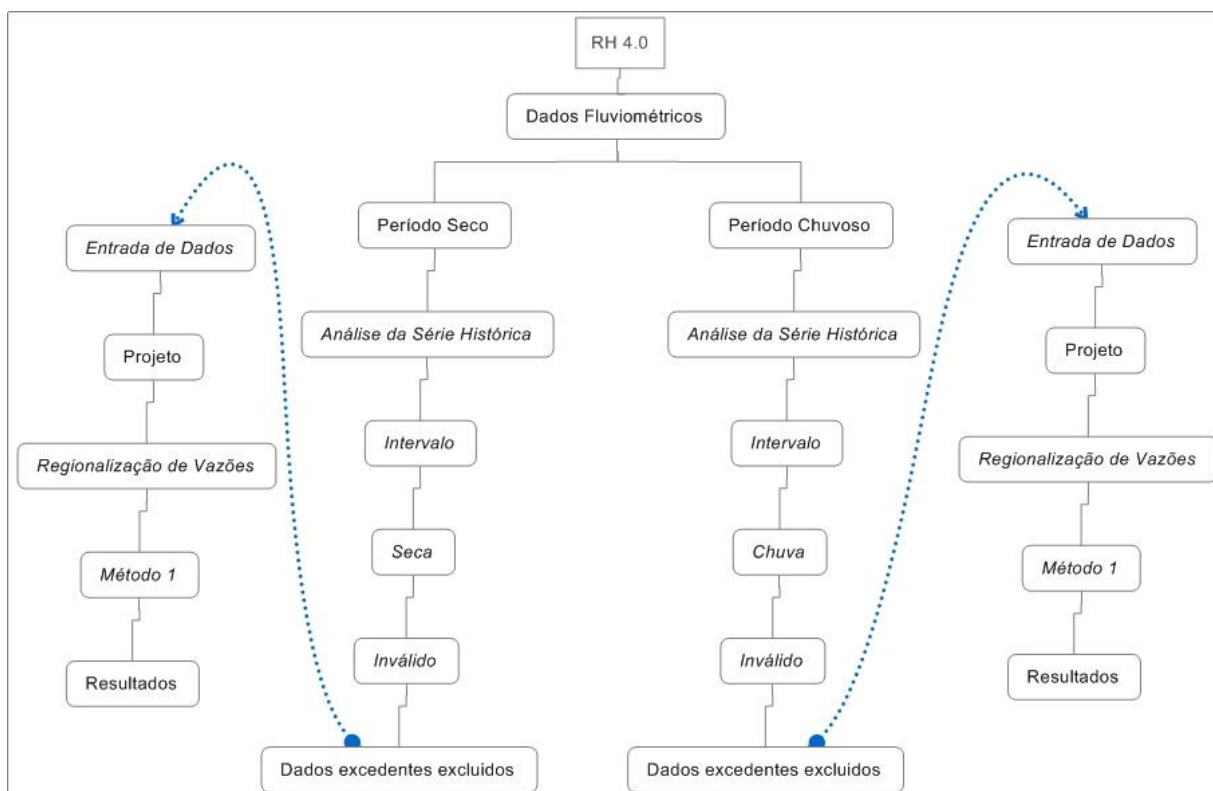 RH 4.0
Dados Fluviométricos
Período Seco
Período Chuvoso
Entrada de Dados
Entrada de Dados
Análise da Série Histórica
Análise da Série Histórica
Projeto
Projeto
Intervalo
Intervalo
Regionalização de Vazões
Regionalização de Vazões
Seca
Chuva
Método 1
Método 1
Inválido
Inválido
Resultados
Resultados
Dados excedentes excluidos
Dados excedentes excluidos